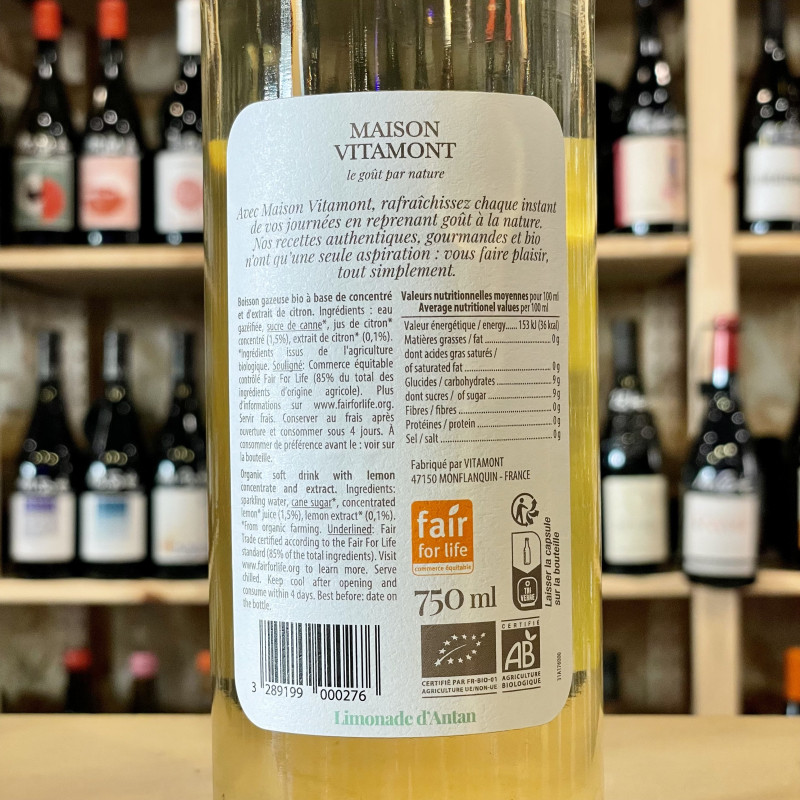 MAISON
VITAMONT
le goût par nature
Avec Maison Vitamont, rafraîchissez chaque instant
de vos journées en reprenant goût à la nature.
Nos recettes authentiques, gourmandes et bio
n'ont qu'une seule aspiration : vous faire plaisir,
tout simplement.
Boisson gazeuse bio à base de concentré
et d'extrait de citron. Ingrédients : eau
gazéifiée, sucre de canne*, jus de citron*
concentré (1,5%), extrait de citron* (0,1%).
*Ingrédients issus de l'agriculture
biologique. Souligné: Commerce équitable
contrôlé Fair For Life (85% du total des
ingrédients d'origine agricole). Plus
d'informations sur www.fairforlife.org.
Servir frais. Conserver au frais après
ouverture et consommer sous 4 jours. À
consommer de préférence avant le : voir sur
la bouteille.
Organic soft drink with lemon
concentrate and extract. Ingredients:
sparkling water, cane sugar*, concentrated
lemon* juice (1,5%), lemon extract* (0,1%).
*From organic farming. Underlined: Fair
Trade certified according to the Fair For Life
standard (85% of the total ingredients). Visit
www.fairforlife.org to learn more. Serve
chilled. Keep cool after opening and
consume within 4 days. Best before: date on
the bottle.
Valeurs nutritionnelles moyennes pour 100 ml
Average nutritionel values per 100 ml
Valeur énergétique / energy..... 153 kJ (36 kcal)
Matières grasses / fat ..... 0 g
dont acides gras saturés /
of saturated fat ..... 0 g
Glucides / carbohydrates ..... 9 g
dont sucres / of sugar ..... 9 g
Fibres / fibres ..... 0 g
Protéines / protein ..... 0 g
Sel / salt ..... 0 g
Fabriqué par VITAMONT
47150 MONFLANQUIN - FRANCE
fair
for life
commerce équitable
TRI
VERRE
Laisser la capsule
sur la bouteille
750 ml
CERTIFIÉ PAR FR-BIO-01
AGRICULTURE UE/NON-UE
CERTIFIÉ
AB
AGRICULTURE
BIOLOGIQUE
3 289199 000276
Limonade d'Antan